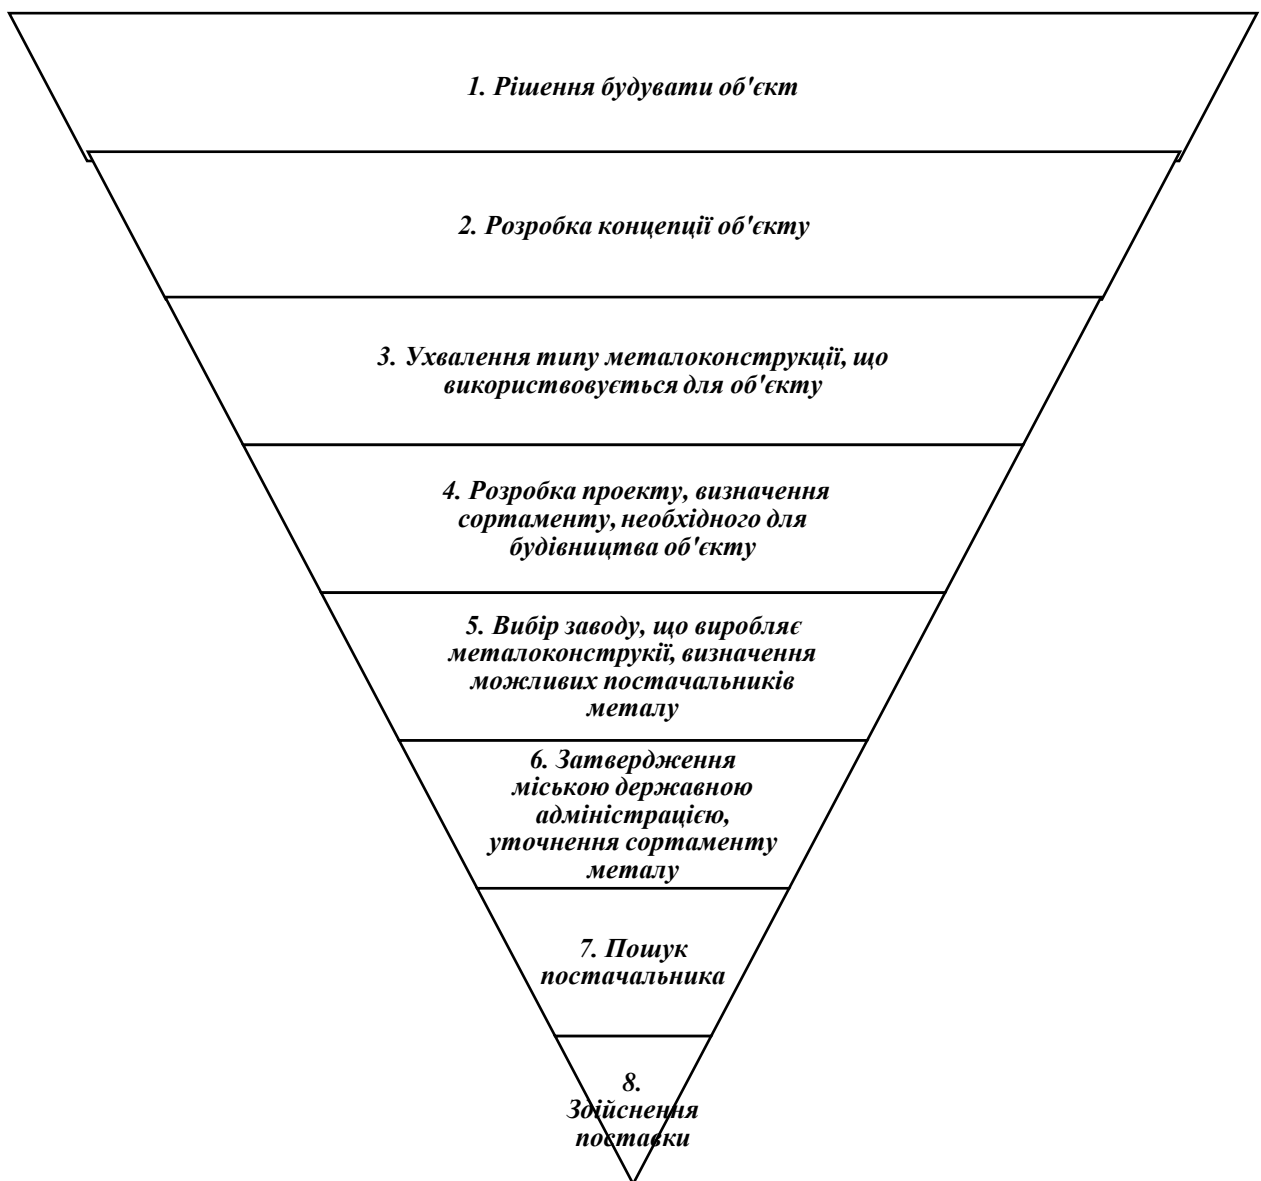 1. Рішення будувати об'єкт
2. Розробка концепції об'єкту
3. Ухвалення типу металоконструкції, що
використвовується для об'єкту
4. Розробка проекту, визначення
сортаменту, необхідного для
будівництва об'єкту
5. Вибір заводу, що виробляє
металоконструкії, визначення
можливих постачальників
металу
6. Затвердження
міською державною
адміністрацією,
уточнення сортаменту
металу
7. Пошук
постачальника
8.
Здійснення
поставки